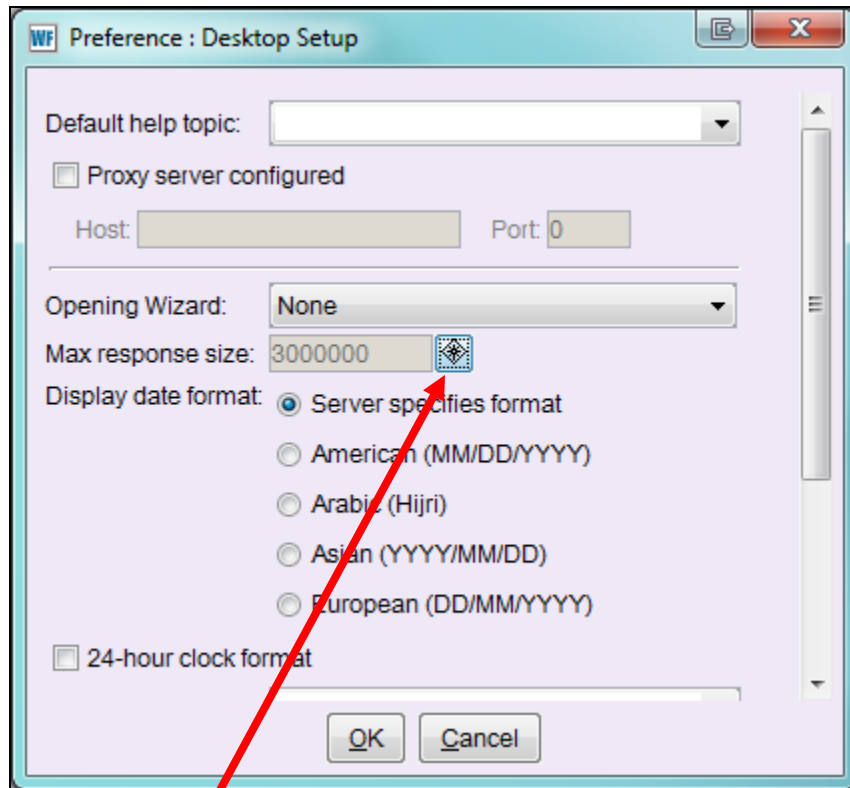 WF Preference : Desktop Setup
Default help topic:
Proxy server configured
Host: Port: 0
Opening Wizard: None
Max response size: 3000000
Display date format: Server specifies format
American (MM/DD/YYYY)
Arabic (Hijri)
Asian (YYYY/MM/DD)
European (DD/MM/YYYY)
24-hour clock format
OK Cancel